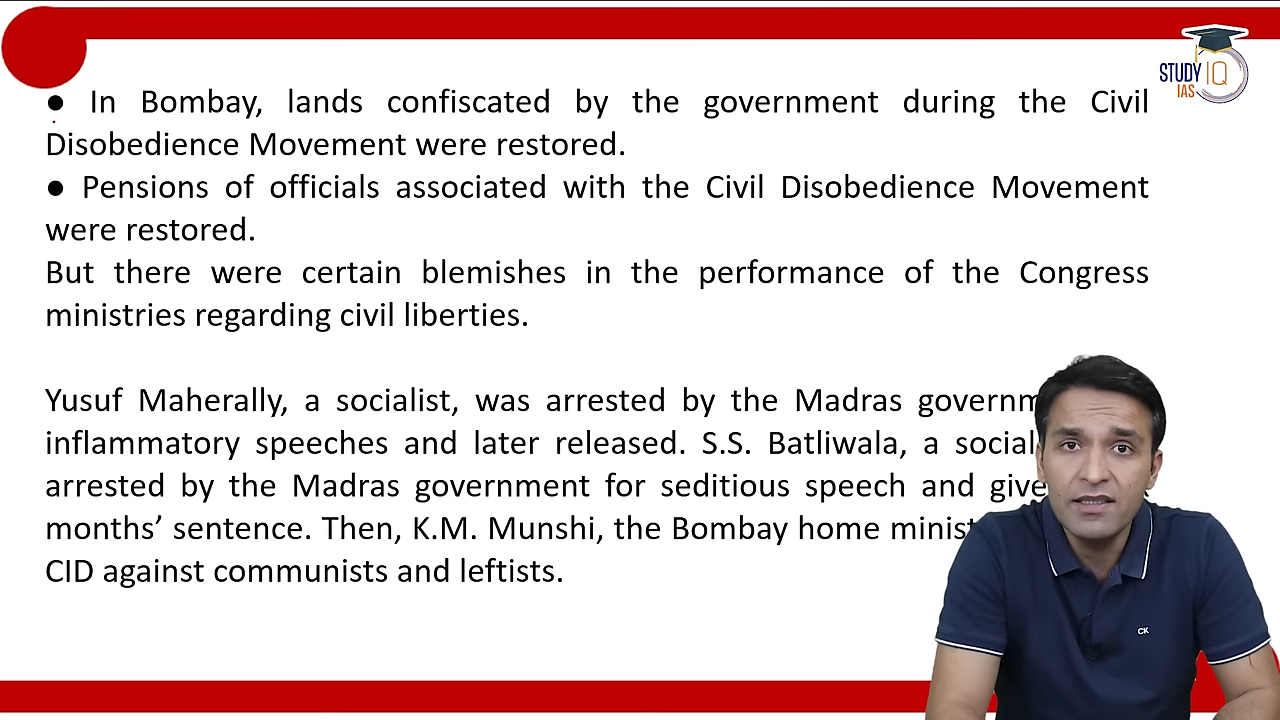 STUDY IQ
IAS
● In Bombay, lands confiscated by the government during the Civil
Disobedience Movement were restored.
● Pensions of officials associated with the Civil Disobedience Movement
were restored.
But there were certain blemishes in the performance of the Congress
ministries regarding civil liberties.
Yusuf Maherally, a socialist, was arrested by the Madras
inflammatory speeches and later released. S.S. Batliwala, a
arrested by the Madras government for seditious speech and
months’ sentence. Then, K.M. Munshi, the Bombay home
CID against communists and leftists.
CK